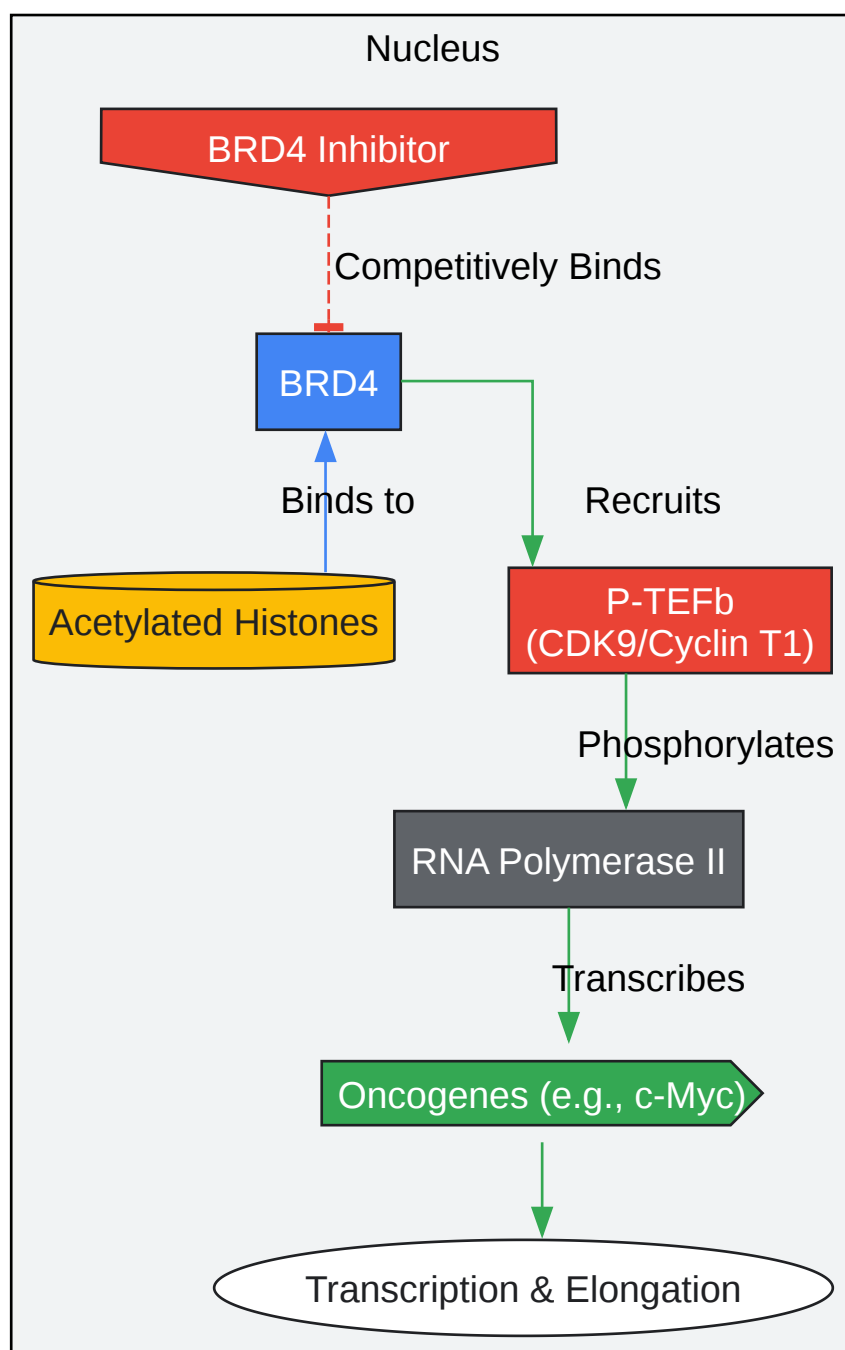 Nucleus
BRD4 Inhibitor
Competitively Binds
BRD4
Binds to
Recruits
Acetylated Histones
P-TEFb
(CDK9/Cyclin T1)
Phosphorylates
RNA Polymerase II
Transcribes
Oncogenes (e.g., c-Myc)
Transcription & Elongation